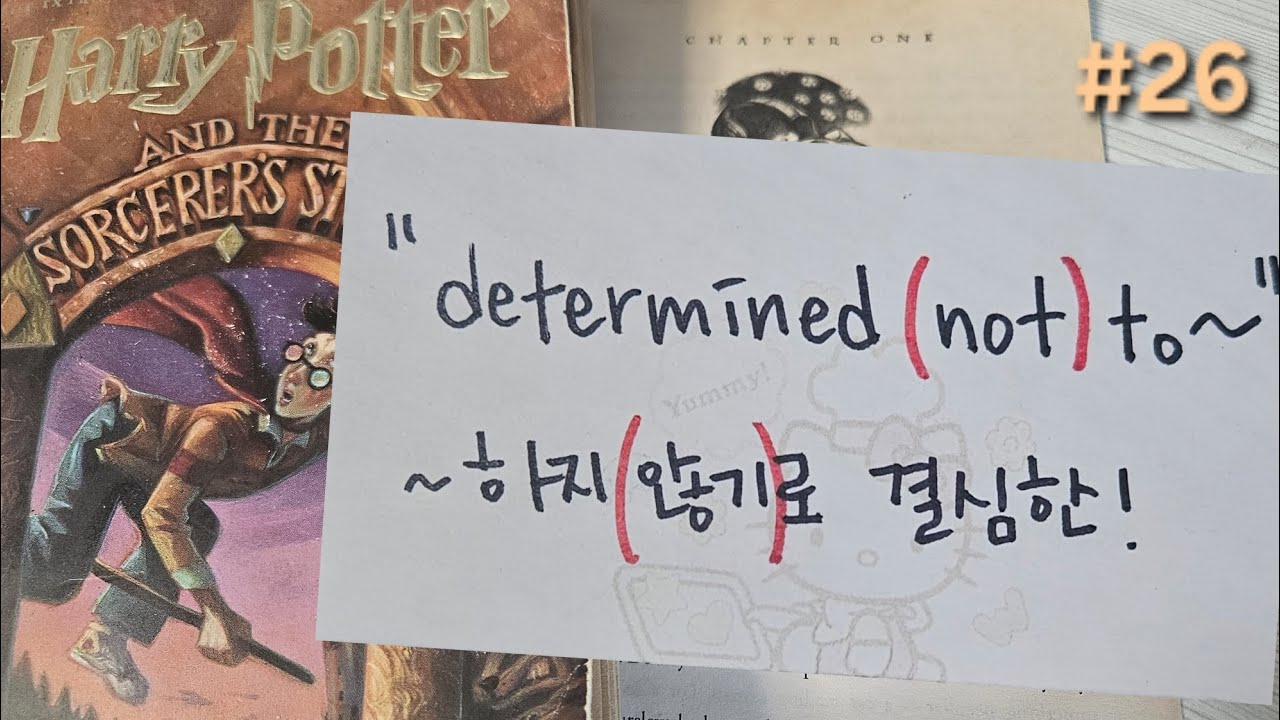 Harry Potter
AND THE
SORCERER'S ST
CHAPTER ONE
#26
"determined (not) to~"
Yummy!
~하지(않기)로 결심한!